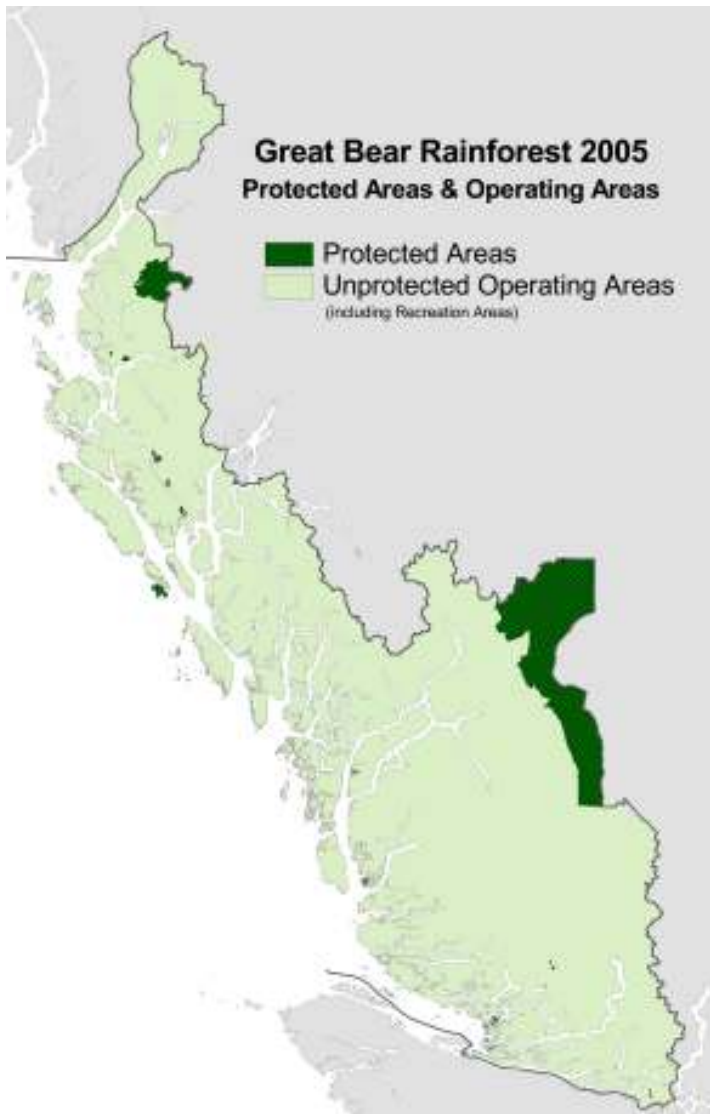 Great Bear Rainforest 2005
Protected Areas & Operating Areas
Protected Areas
Unprotected Operating Areas
(including Recreation Areas)